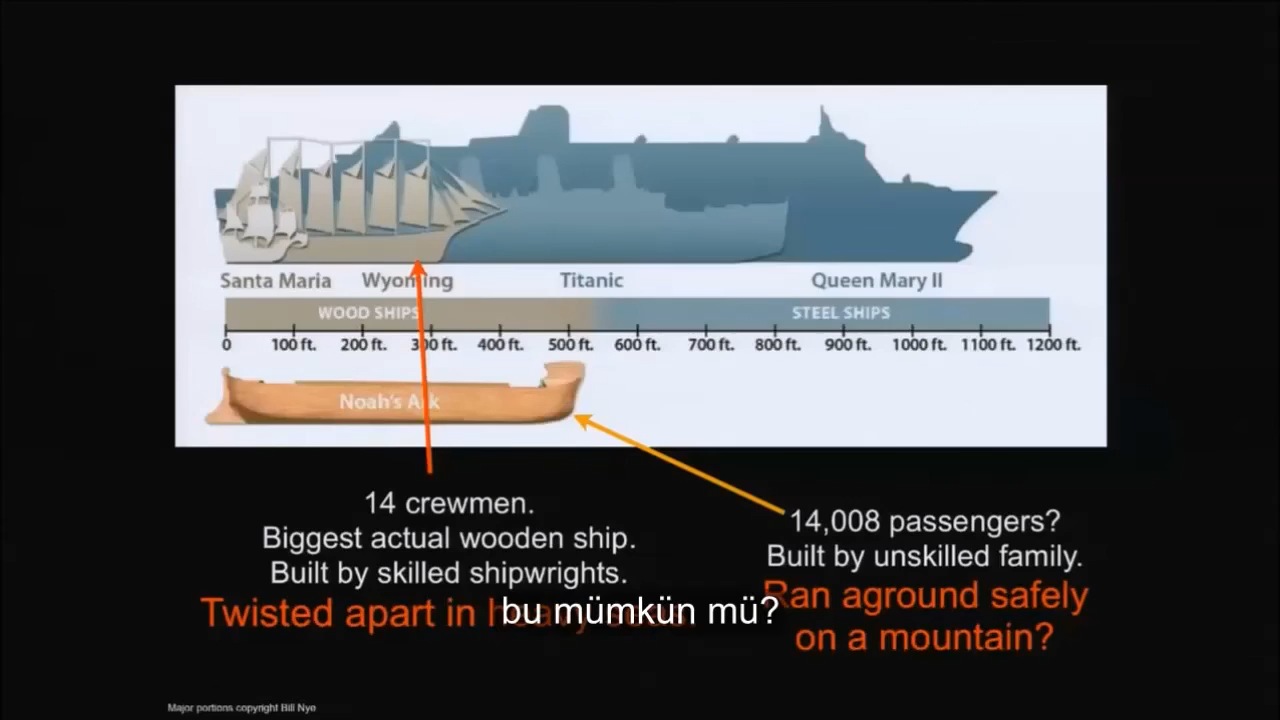 Santa Maria Wyoming Titanic Queen Mary II
WOOD SHIPS STEEL SHIPS
0 100 ft. 200 ft. 300 ft. 400 ft. 500 ft. 600 ft. 700 ft. 800 ft. 900 ft. 1000 ft. 1100 ft. 1200 ft.
Noah's Ark
14 crewmen.
Biggest actual wooden ship.
Built by skilled shipwrights.
Twisted apart in heavy seas.
14,008 passengers?
Built by unskilled family.
Ran aground safely
on a mountain?
bu mümkün mü?
Major portions copyright Bill Nye